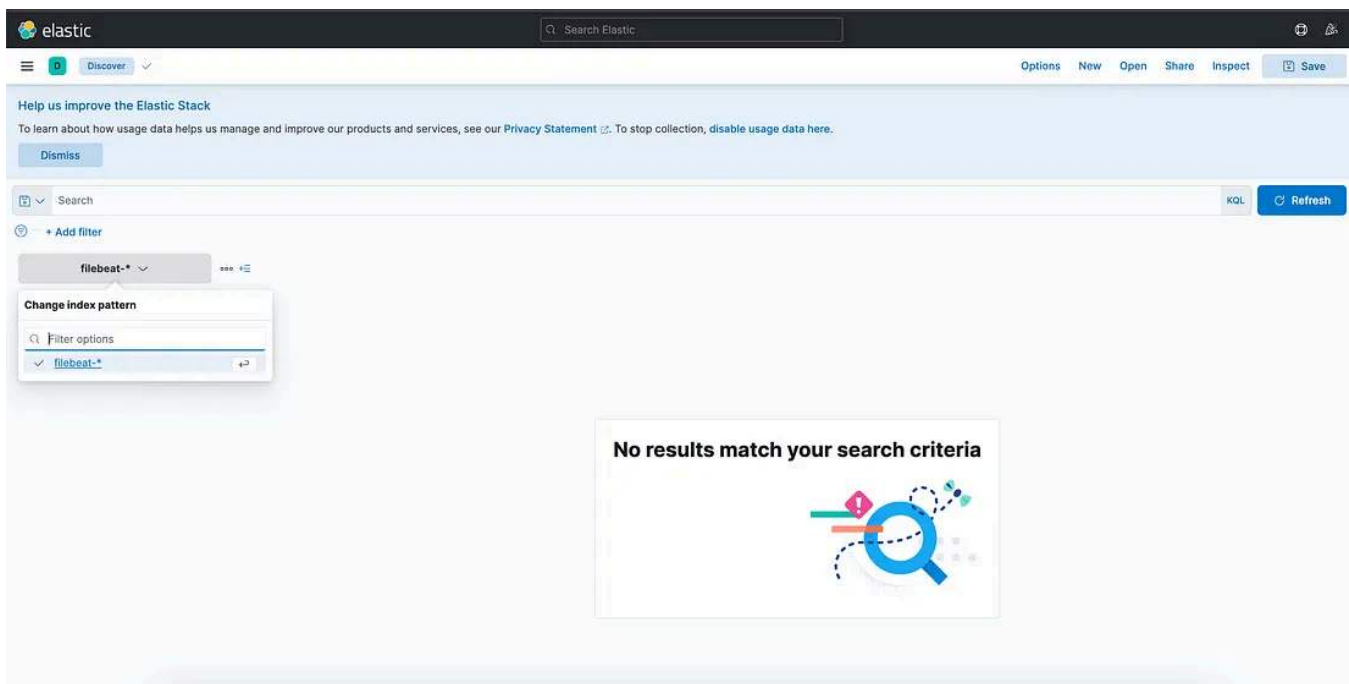 elastic
Search Elastic
D
Discover
Options New Open Share Inspect Save
Help us improve the Elastic Stack
To learn about how usage data helps us manage and improve our products and services, see our Privacy Statement. To stop collection, disable usage data here.
Dismiss
Search
KQL
Refresh
+ Add filter
filebeat-*
Change index pattern
Filter options
filebeat-*
No results match your search criteria